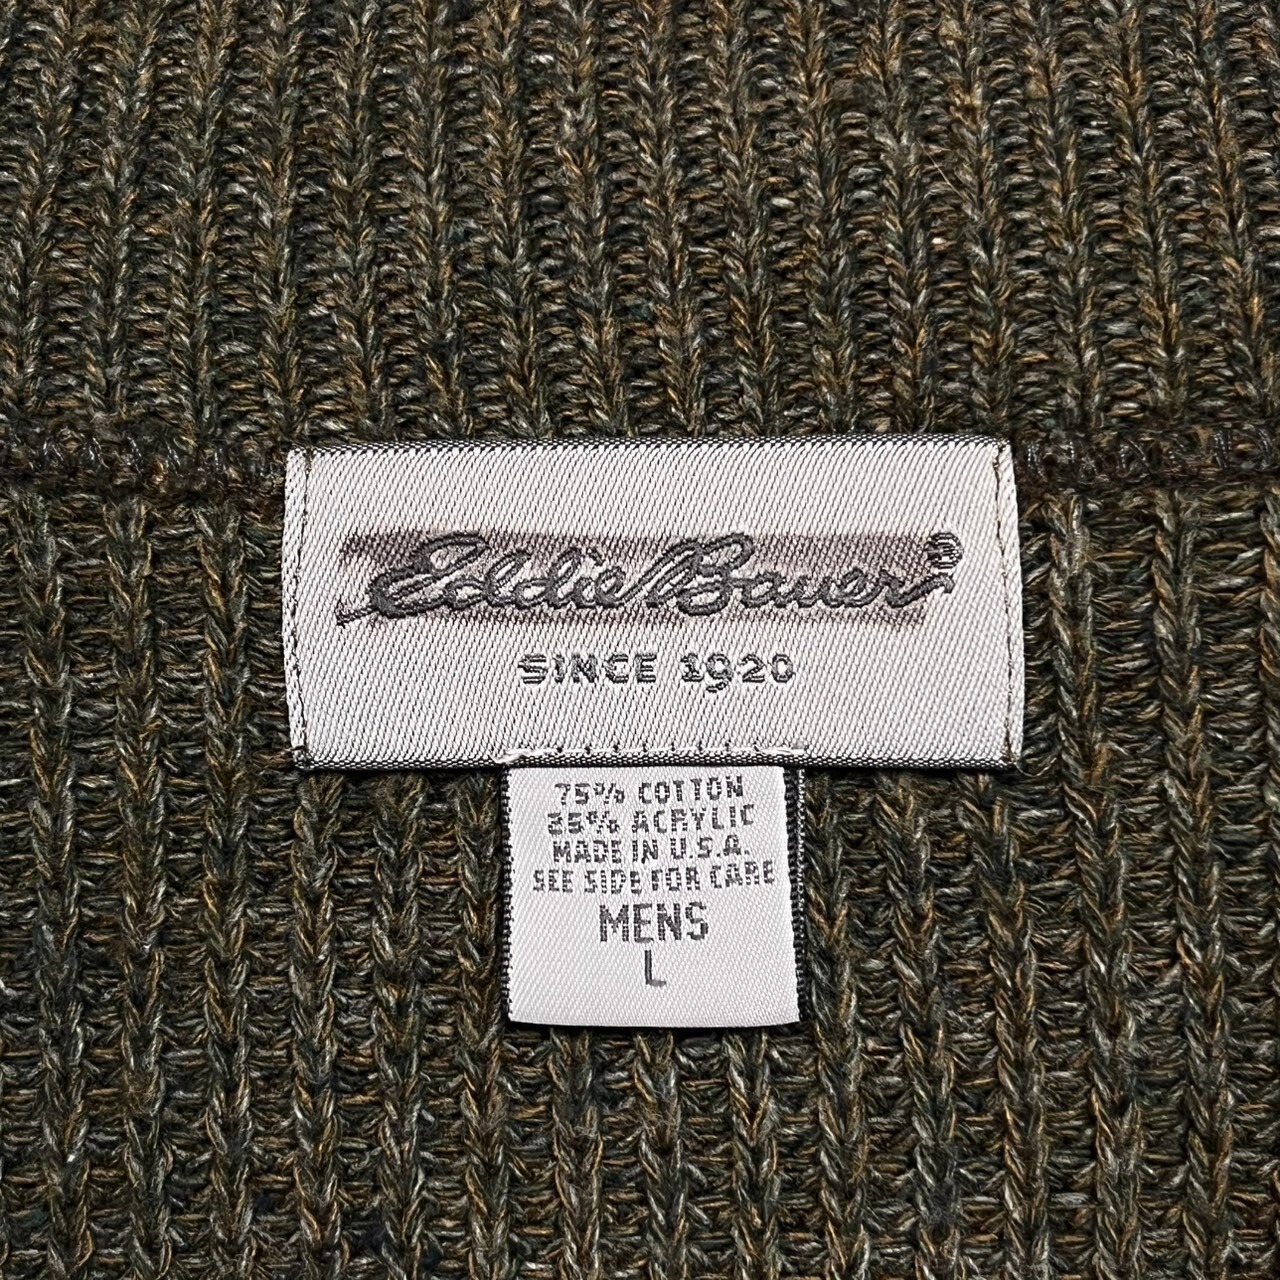 Eddie Bauer®
SINCE 1920
75% COTTON
25% ACRYLIC
MADE IN U.S.A.
SEE SIDE FOR CARE
MENS
L